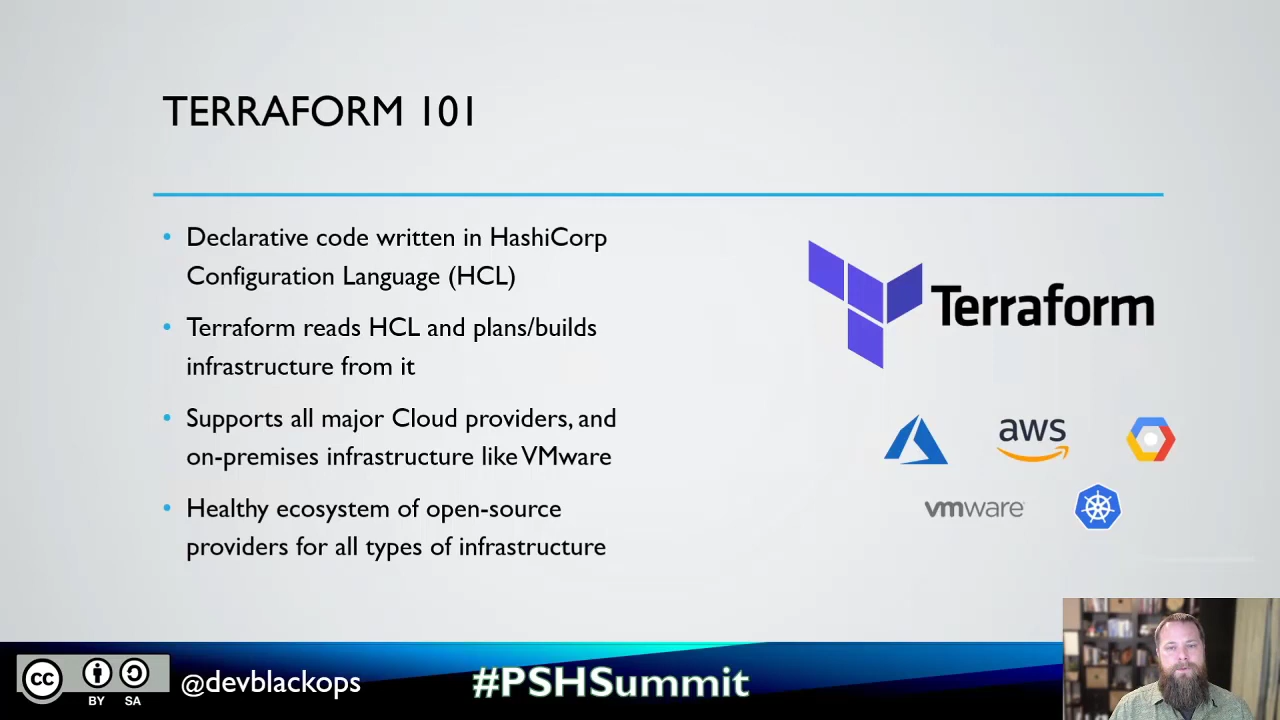 TERRAFORM 101
• Declarative code written in HashiCorp
Configuration Language (HCL)
• Terraform reads HCL and plans/builds
infrastructure from it
• Supports all major Cloud providers, and
on-premises infrastructure like VMware
• Healthy ecosystem of open-source
providers for all types of infrastructure
Terraform
aws
vmware
cc
BY SA
@devblackops
#PSHSummit